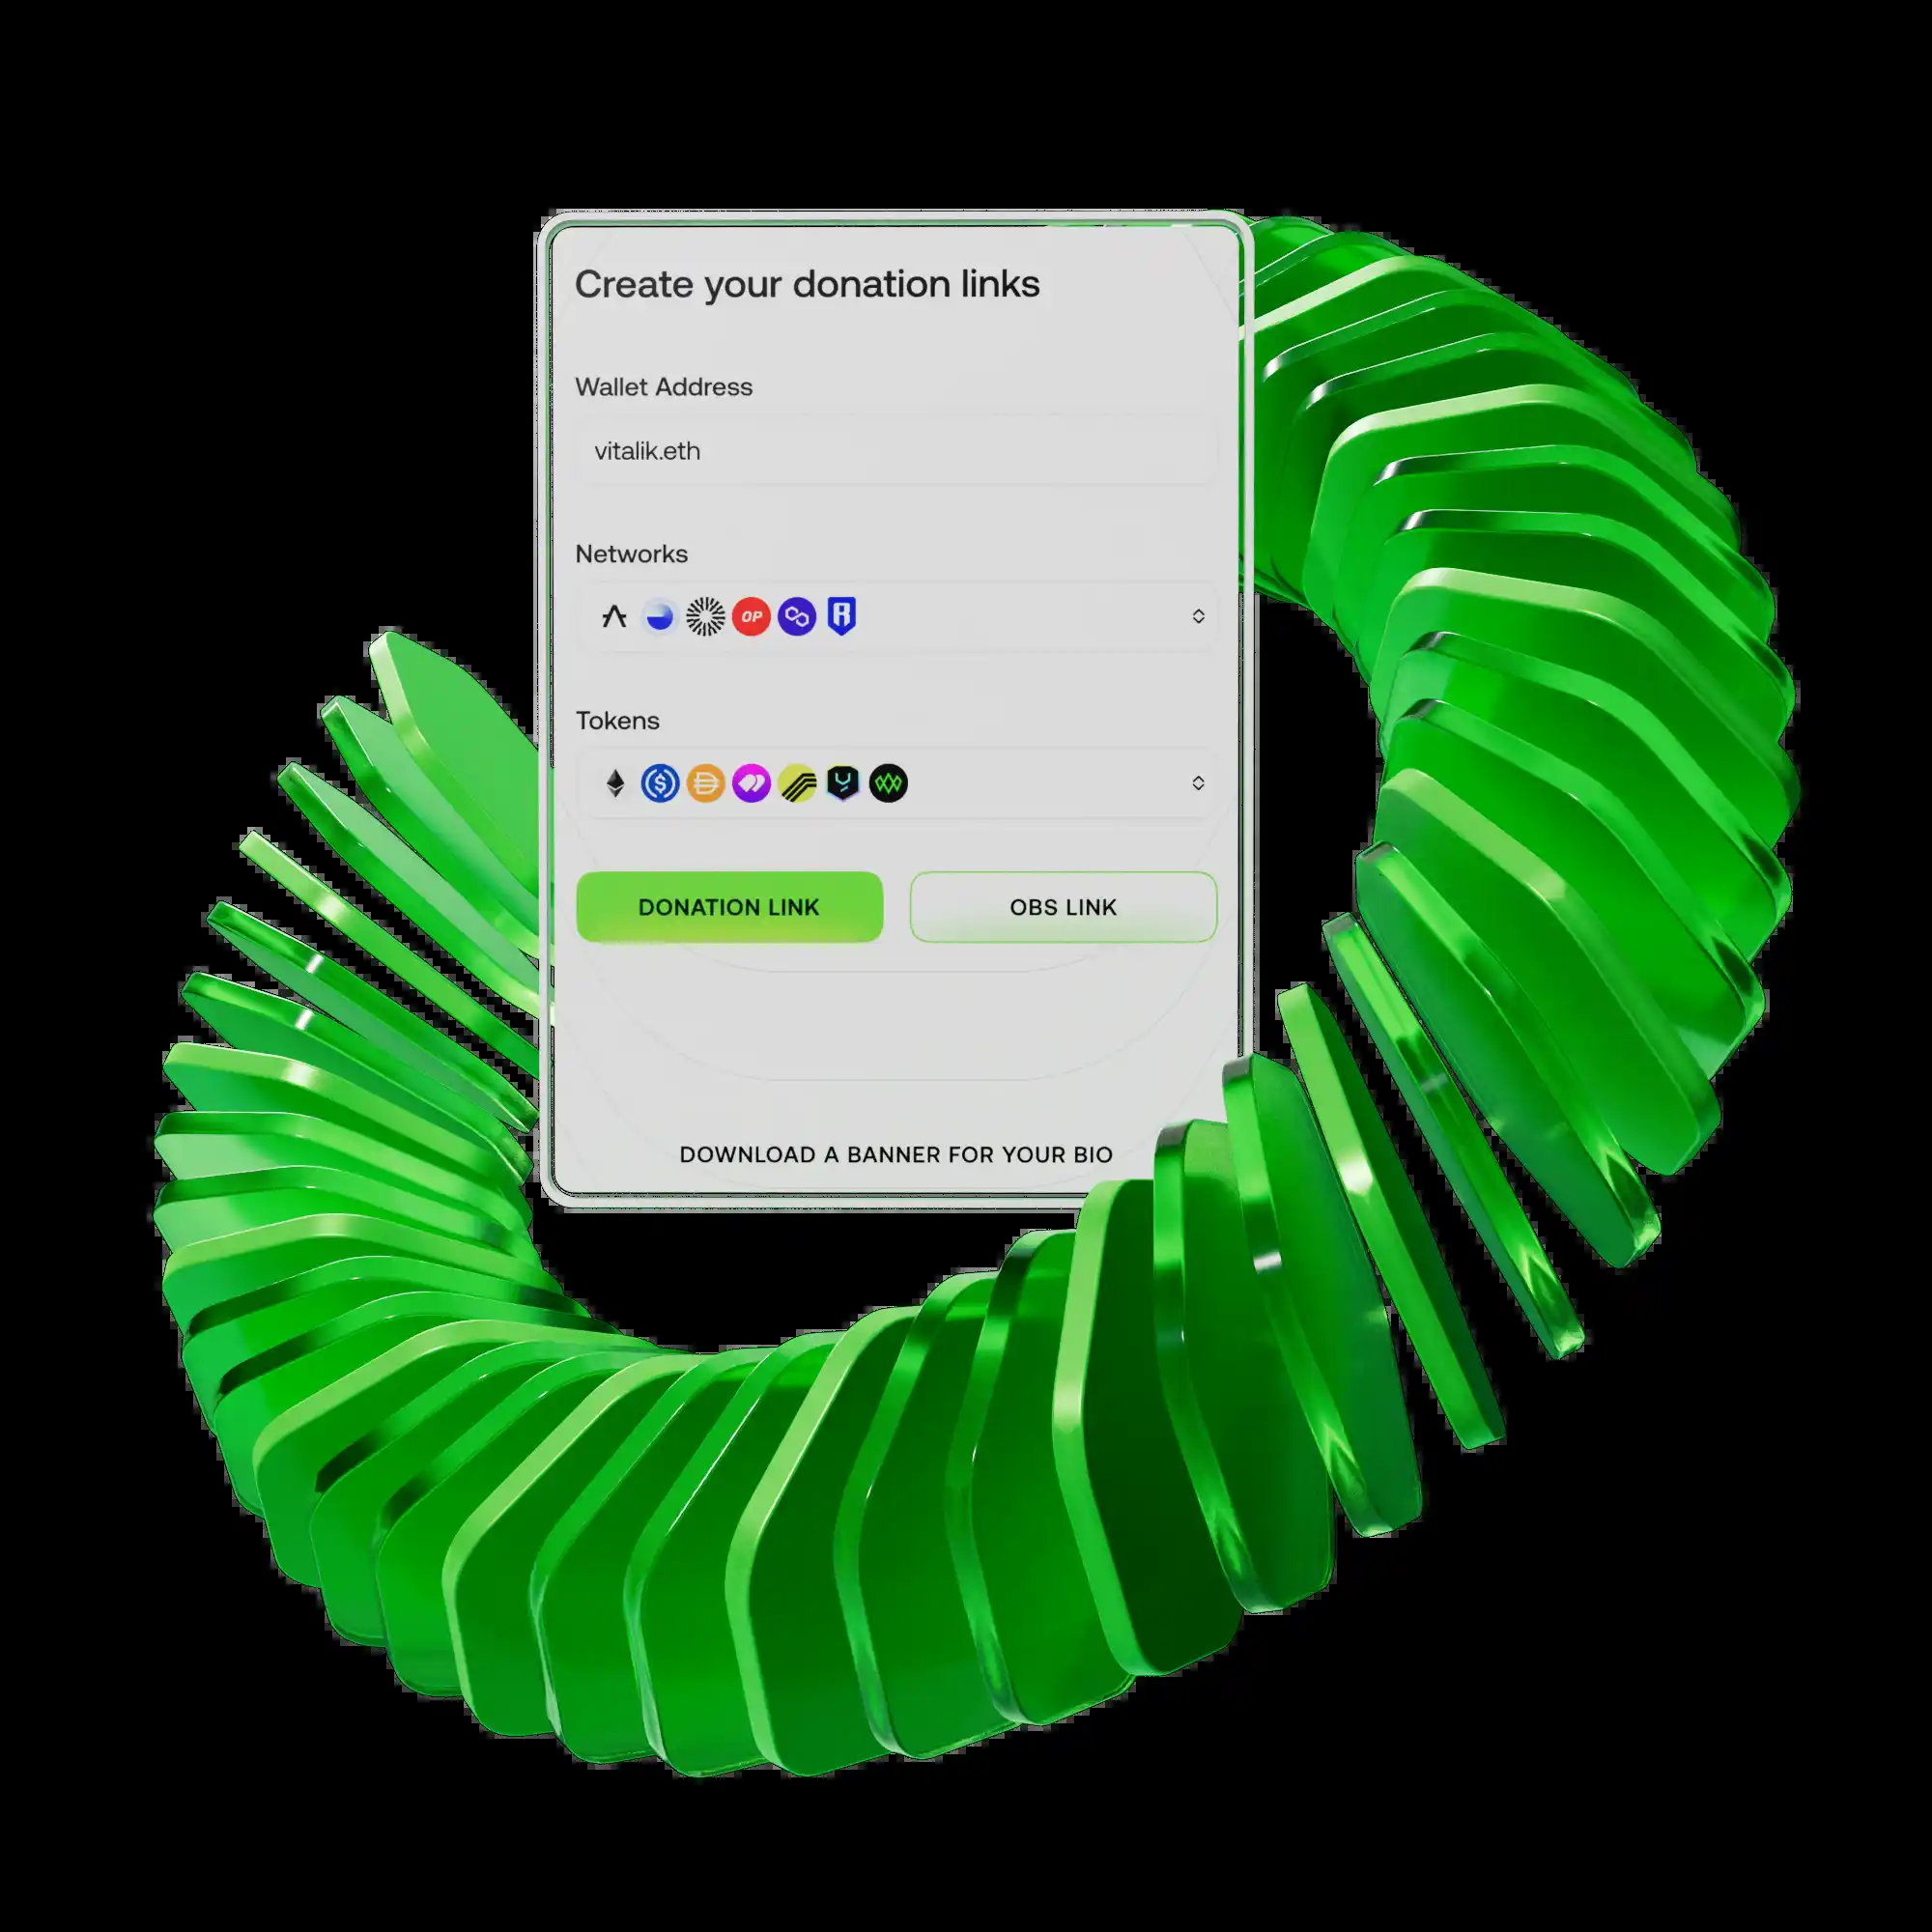 Create your donation links
Wallet Address
vitalik.eth
Networks
OP
Tokens
DONATION LINK
OBS LINK
DOWNLOAD A BANNER FOR YOUR BIO